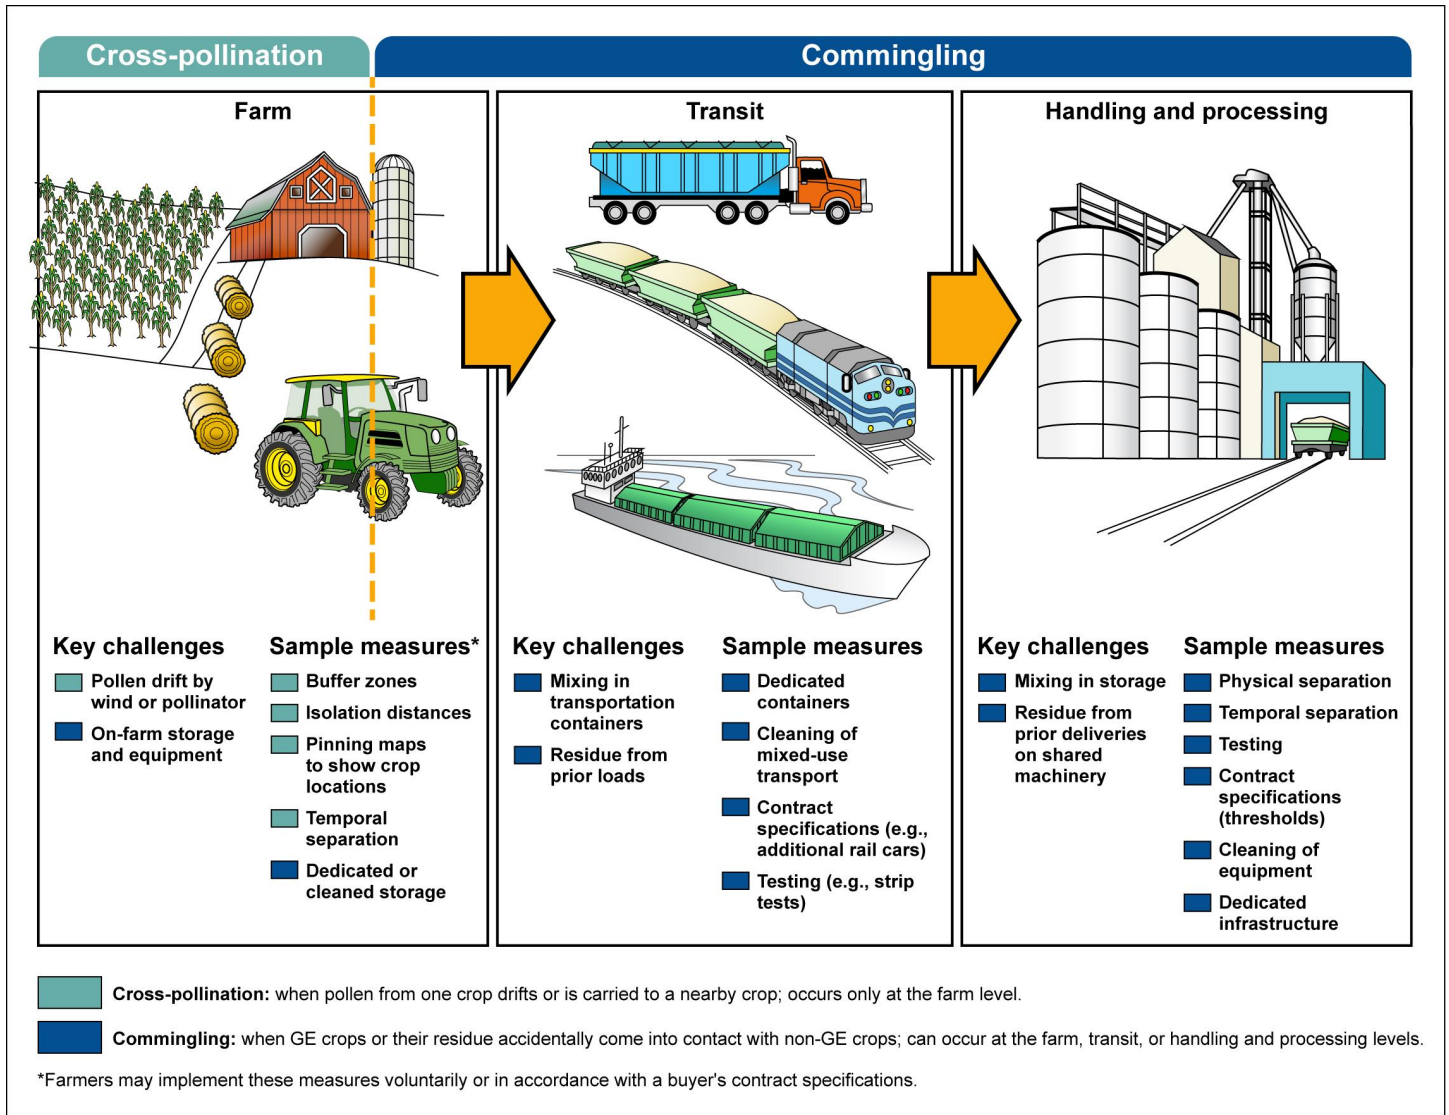 Cross-pollination
Commingling
Farm
Key challenges
Pollen drift by
wind or pollinator
On-farm storage
and equipment
Sample measures*
Buffer zones
Isolation distances
Pinning maps
to show crop
locations
Temporal
separation
Dedicated or
cleaned storage
Transit
Key challenges
Mixing in
transportation
containers
Residue from
prior loads
Sample measures
Dedicated
containers
Cleaning of
mixed-use
transport
Contract
specifications (e.g.,
additional rail cars)
Testing (e.g., strip
tests)
Handling and processing
Key challenges
Mixing in storage
Residue from
prior deliveries
on shared
machinery
Sample measures
Physical separation
Temporal separation
Testing
Contract
specifications
(thresholds)
Cleaning of
equipment
Dedicated
infrastructure
Cross-pollination: when pollen from one crop drifts or is carried to a nearby crop; occurs only at the farm level.
Commingling: when GE crops or their residue accidentally come into contact with non-GE crops; can occur at the farm, transit, or handling and processing levels.
*Farmers may implement these measures voluntarily or in accordance with a buyer's contract specifications.